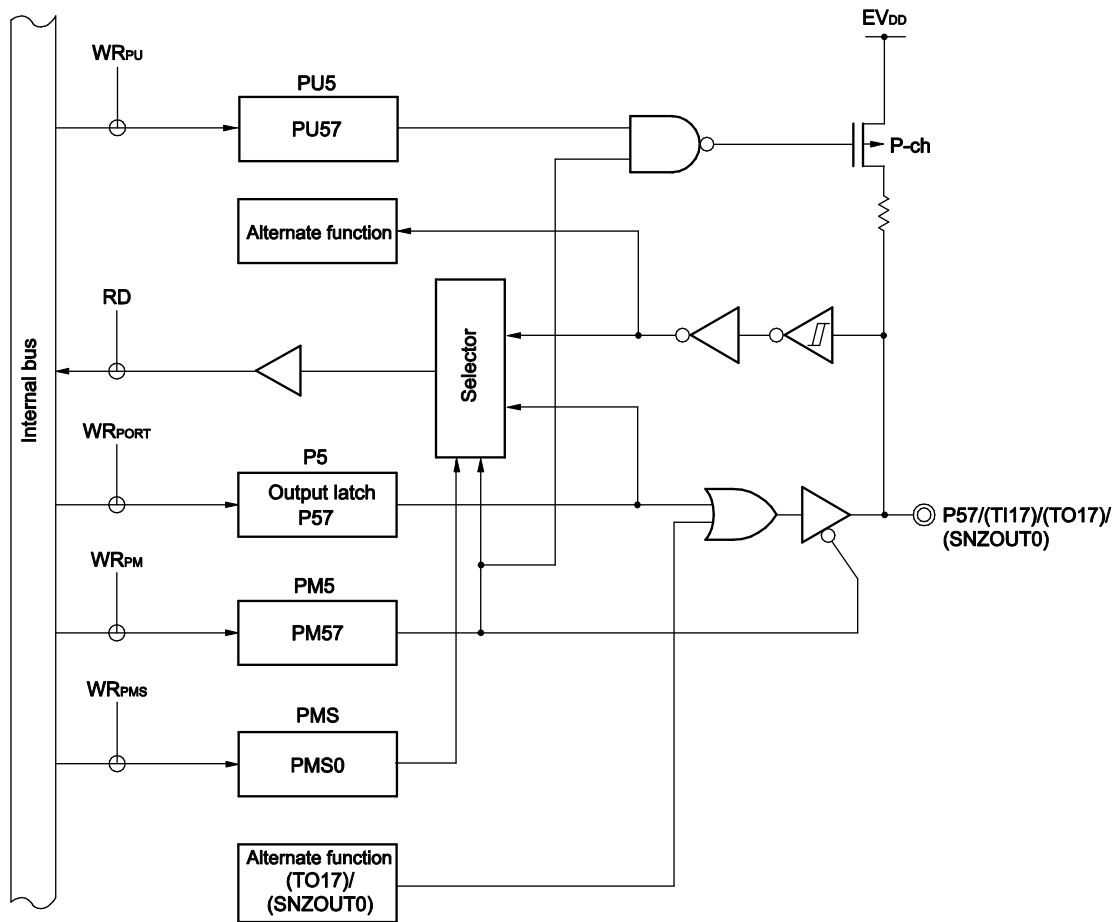 EVDD
WRPU
PU5
PU57
P-ch
Alternate function
RD
Selector
Internal bus
WRPORT
P5
Output latch
P57
P57/(TI17)/(TO17)/
(SNZOUT0)
WRPM
PM5
PM57
WRPMS
PMS
PMS0
Alternate function
(TO17)/
(SNZOUT0)